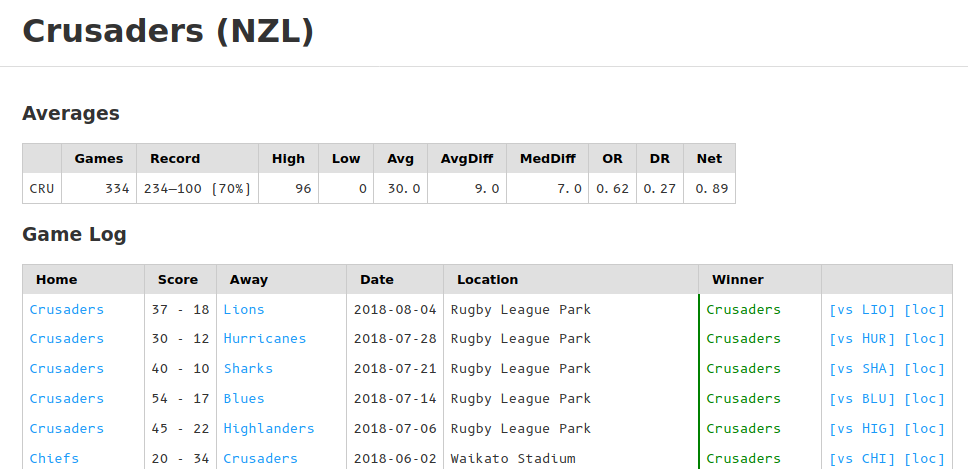 Crusaders (NZL)
Averages
Games Record High Low Avg AvgDiff MedDiff OR DR Net
CRU 334 234–100 [70%] 96 0 30.0 9.0 7.0 0.62 0.27 0.89
Game Log
Home Score Away Date Location Winner
Crusaders 37 - 18 Lions 2018-08-04 Rugby League Park Crusaders [vs LIO] [loc]
Crusaders 30 - 12 Hurricanes 2018-07-28 Rugby League Park Crusaders [vs HUR] [loc]
Crusaders 40 - 10 Sharks 2018-07-21 Rugby League Park Crusaders [vs SHA] [loc]
Crusaders 54 - 17 Blues 2018-07-14 Rugby League Park Crusaders [vs BLU] [loc]
Crusaders 45 - 22 Highlanders 2018-07-06 Rugby League Park Crusaders [vs HIG] [loc]
Chiefs 20 - 34 Crusaders 2018-06-02 Waikato Stadium Crusaders [vs CHI] [loc]